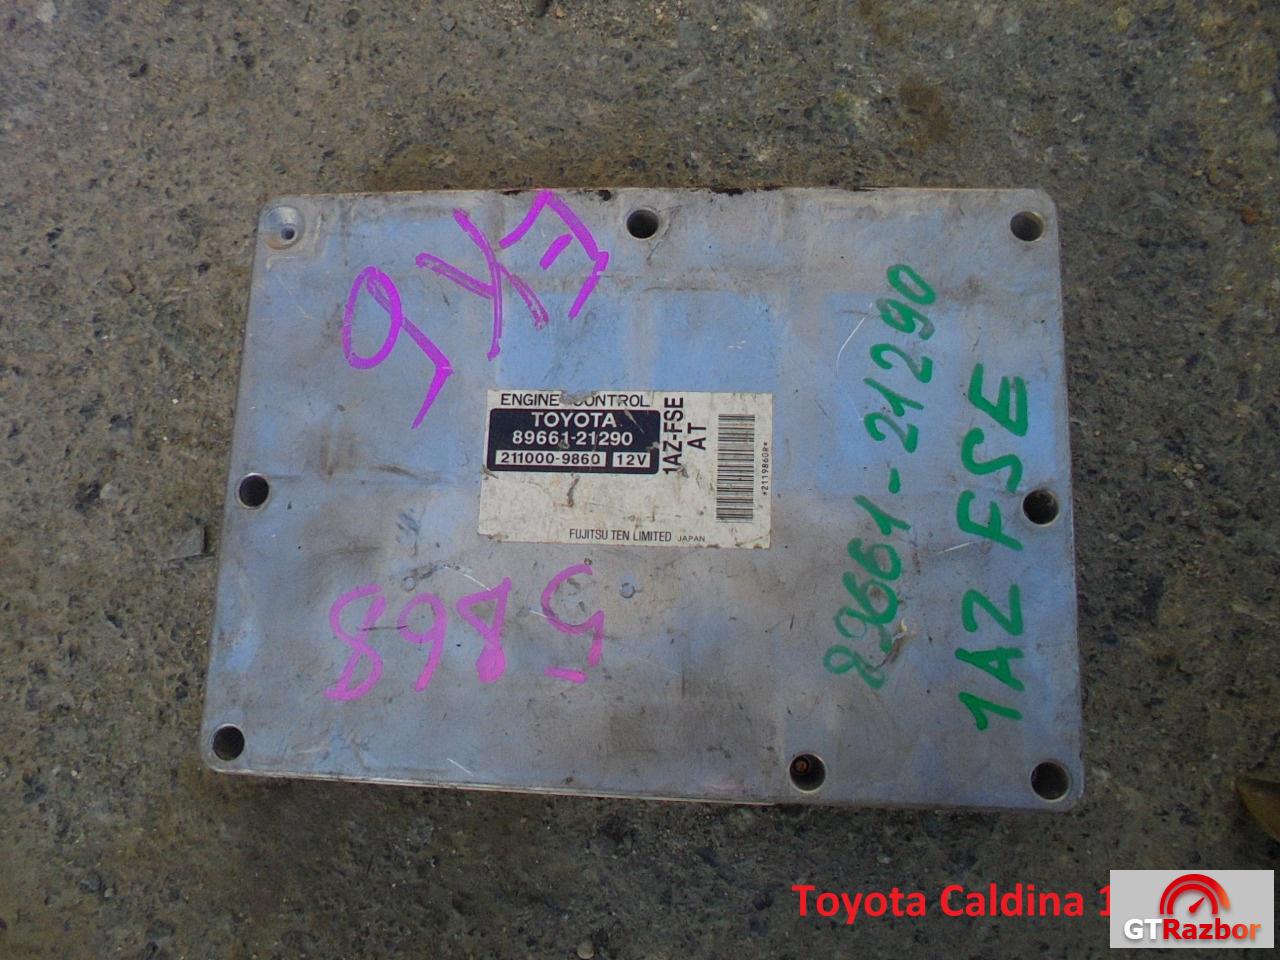 ENGINE CONTROL
TOYOTA
89661-21290
211000-9860 12V
1AZ-FSE
AT
*2119860R*
FUJITSU TEN LIMITED JAPAN
89661-21290
1AZ FSE
5868
Toyota Caldina 1
GTRazbor